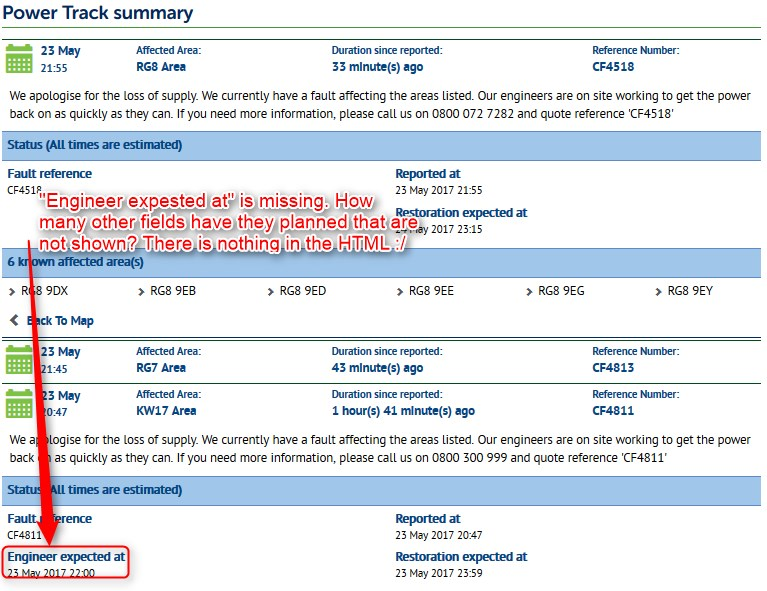 Power Track summary
23 May Affected Area: Duration since reported: Reference Number:
21:55 RG8 Area 33 minute(s) ago CF4518
We apologise for the loss of supply. We currently have a fault affecting the areas listed. Our engineers are on site working to get the power
back on as quickly as they can. If you need more information, please call us on 0800 072 7282 and quote reference 'CF4518'
Status (All times are estimated)
Fault reference Reported at
CF4518 23 May 2017 21:55
"Engineer expested at" is missing. How
many other fields have they planned that are
not shown? There is nothing in the HTML :/
Restoration expected at
24 May 2017 23:15
6 known affected area(s)
RG8 9DX RG8 9EB RG8 9ED RG8 9EE RG8 9EG RG8 9EY
Back To Map
23 May Affected Area: Duration since reported: Reference Number:
21:45 RG7 Area 43 minute(s) ago CF4813
23 May Affected Area: Duration since reported: Reference Number:
20:47 KW17 Area 1 hour(s) 41 minute(s) ago CF4811
We apologise for the loss of supply. We currently have a fault affecting the areas listed. Our engineers are on site working to get the power
back on as quickly as they can. If you need more information, please call us on 0800 300 999 and quote reference 'CF4811'
Status (All times are estimated)
Fault reference Reported at
CF4811 23 May 2017 20:47
Engineer expected at Restoration expected at
23 May 2017 22:00 23 May 2017 23:59